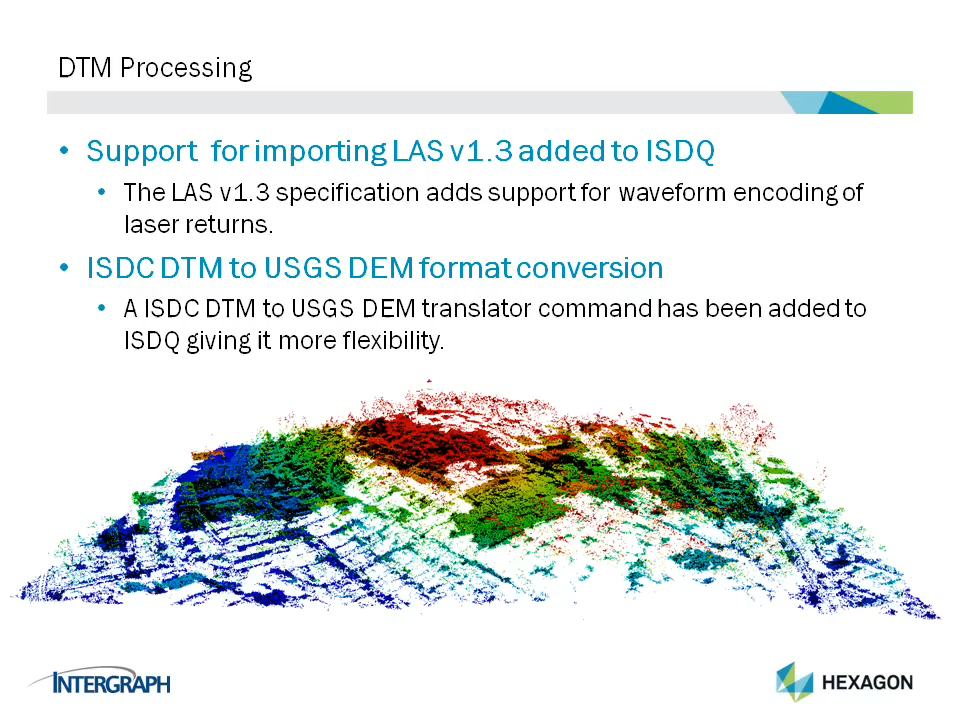 DTM Processing
• Support for importing LAS v1.3 added to ISDQ
• The LAS v1.3 specification adds support for waveform encoding of
laser returns.
• ISDC DTM to USGS DEM format conversion
• A ISDC DTM to USGS DEM translator command has been added to
ISDQ giving it more flexibility.
INTERGRAPH
HEXAGON